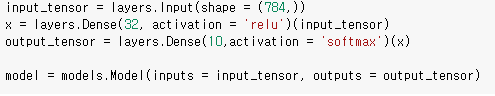 input_tensor = layers.Input(shape = (784,))
x = layers.Dense(32, activation = 'relu')(input_tensor)
output_tensor = layers.Dense(10,activation = 'softmax')(x)
model = models.Model(inputs = input_tensor, outputs = output_tensor)